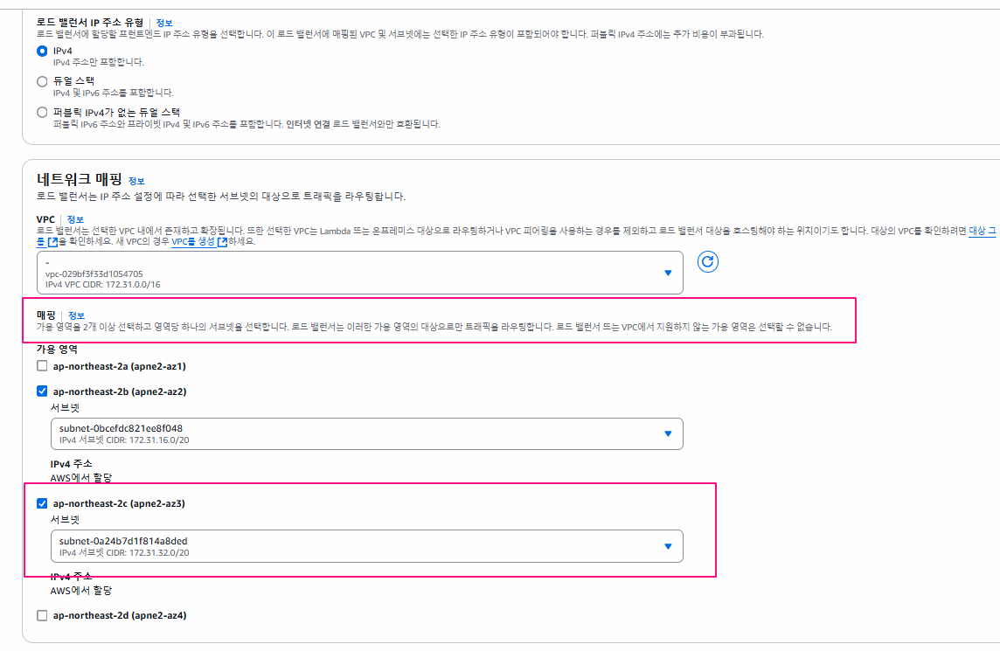 로드 밸런서 IP 주소 유형 | 정보
로드 밸런서에 할당할 프런트엔드 IP 주소 유형을 선택합니다. 이 로드 밸런서에 매핑된 VPC 및 서브넷에는 선택한 IP 주소 유형이 포함되어야 합니다. 퍼블릭 IPv4 주소에는 추가 비용이 부과됩니다.
IPv4
IPv4 주소만 포함합니다.
듀얼 스택
IPv4 및 IPv6 주소를 포함합니다.
퍼블릭 IPv4가 없는 듀얼 스택
퍼블릭 IPv6 주소와 프라이빗 IPv4 및 IPv6 주소를 포함합니다. 인터넷 연결 로드 밸런서와만 호환됩니다.
네트워크 매핑 정보
로드 밸런서는 IP 주소 설정에 따라 선택한 서브넷의 대상으로 트래픽을 라우팅합니다.
VPC | 정보
로드 밸런서는 선택한 VPC 내에서 존재하고 확장됩니다. 또한 선택한 VPC는 Lambda 또는 온프레미스 대상으로 라우팅하거나 VPC 피어링을 사용하는 경우를 제외하고 로드 밸런서 대상을 호스팅해야 하는 위치이기도 합니다. 대상의 VPC를 확인하려면 대상 그
룹을 확인하세요. 새 VPC의 경우 VPC를 생성하세요.
-
vpc-029bf3f33d1054705
IPv4 VPC CIDR: 172.31.0.0/16
매핑 | 정보
가용 영역을 2개 이상 선택하고 영역당 하나의 서브넷을 선택합니다. 로드 밸런서는 이러한 가용 영역의 대상으로만 트래픽을 라우팅합니다. 로드 밸런서 또는 VPC에서 지원하지 않는 가용 영역은 선택할 수 없습니다.
가용 영역
ap-northeast-2a (apne2-az1)
ap-northeast-2b (apne2-az2)
서브넷
subnet-0bcefdc821ee8f048
IPv4 서브넷 CIDR: 172.31.16.0/20
IPv4 주소
AWS에서 할당
ap-northeast-2c (apne2-az3)
서브넷
subnet-0a24b7d1f814a8ded
IPv4 서브넷 CIDR: 172.31.32.0/20
IPv4 주소
AWS에서 할당
ap-northeast-2d (apne2-az4)